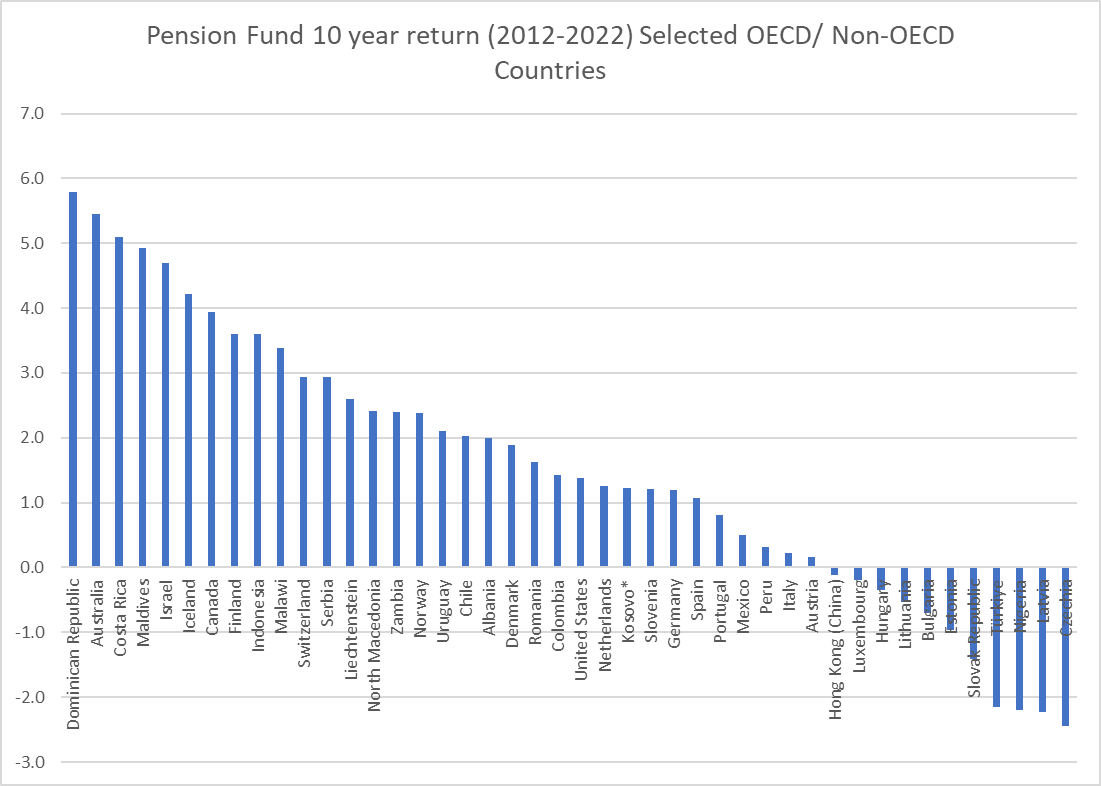 Pension Fund 10 year return (2012-2022) Selected OECD/ Non-OECD
Countries
7.0
6.0
5.0
4.0
3.0
2.0
1.0
0.0
-1.0
-2.0
-3.0
Dominican Republic
Australia
Costa Rica
Maldives
Israel
Iceland
Canada
Finland
Indonesia
Malawi
Switzerland
Serbia
Liechtenstein
North Macedonia
Zambia
Norway
Uruguay
Chile
Albania
Denmark
Romania
Colombia
United States
Netherlands
Kosovo*
Slovenia
Germany
Spain
Portugal
Mexico
Peru
Italy
Austria
Hong Kong (China)
Luxembourg
Hungary
Lithuania
Bulgaria
Estonia
Slovak Republic
Türkiye
Nigeria
Latvia
Czechia